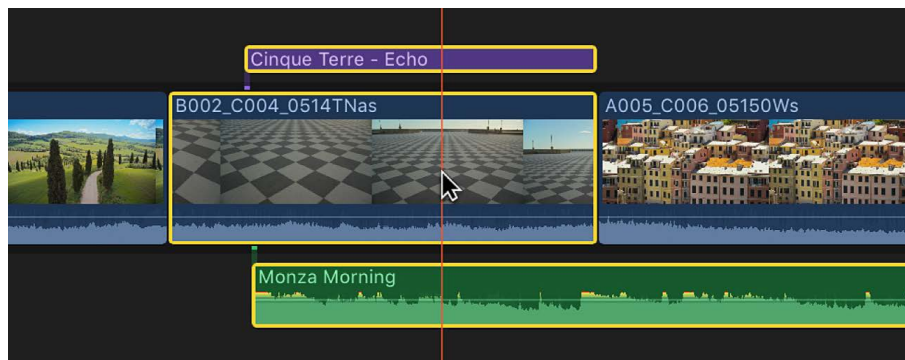 Cinque Terre - Echo
B002_C004_0514TNas
A005_C006_05150Ws
Monza Morning